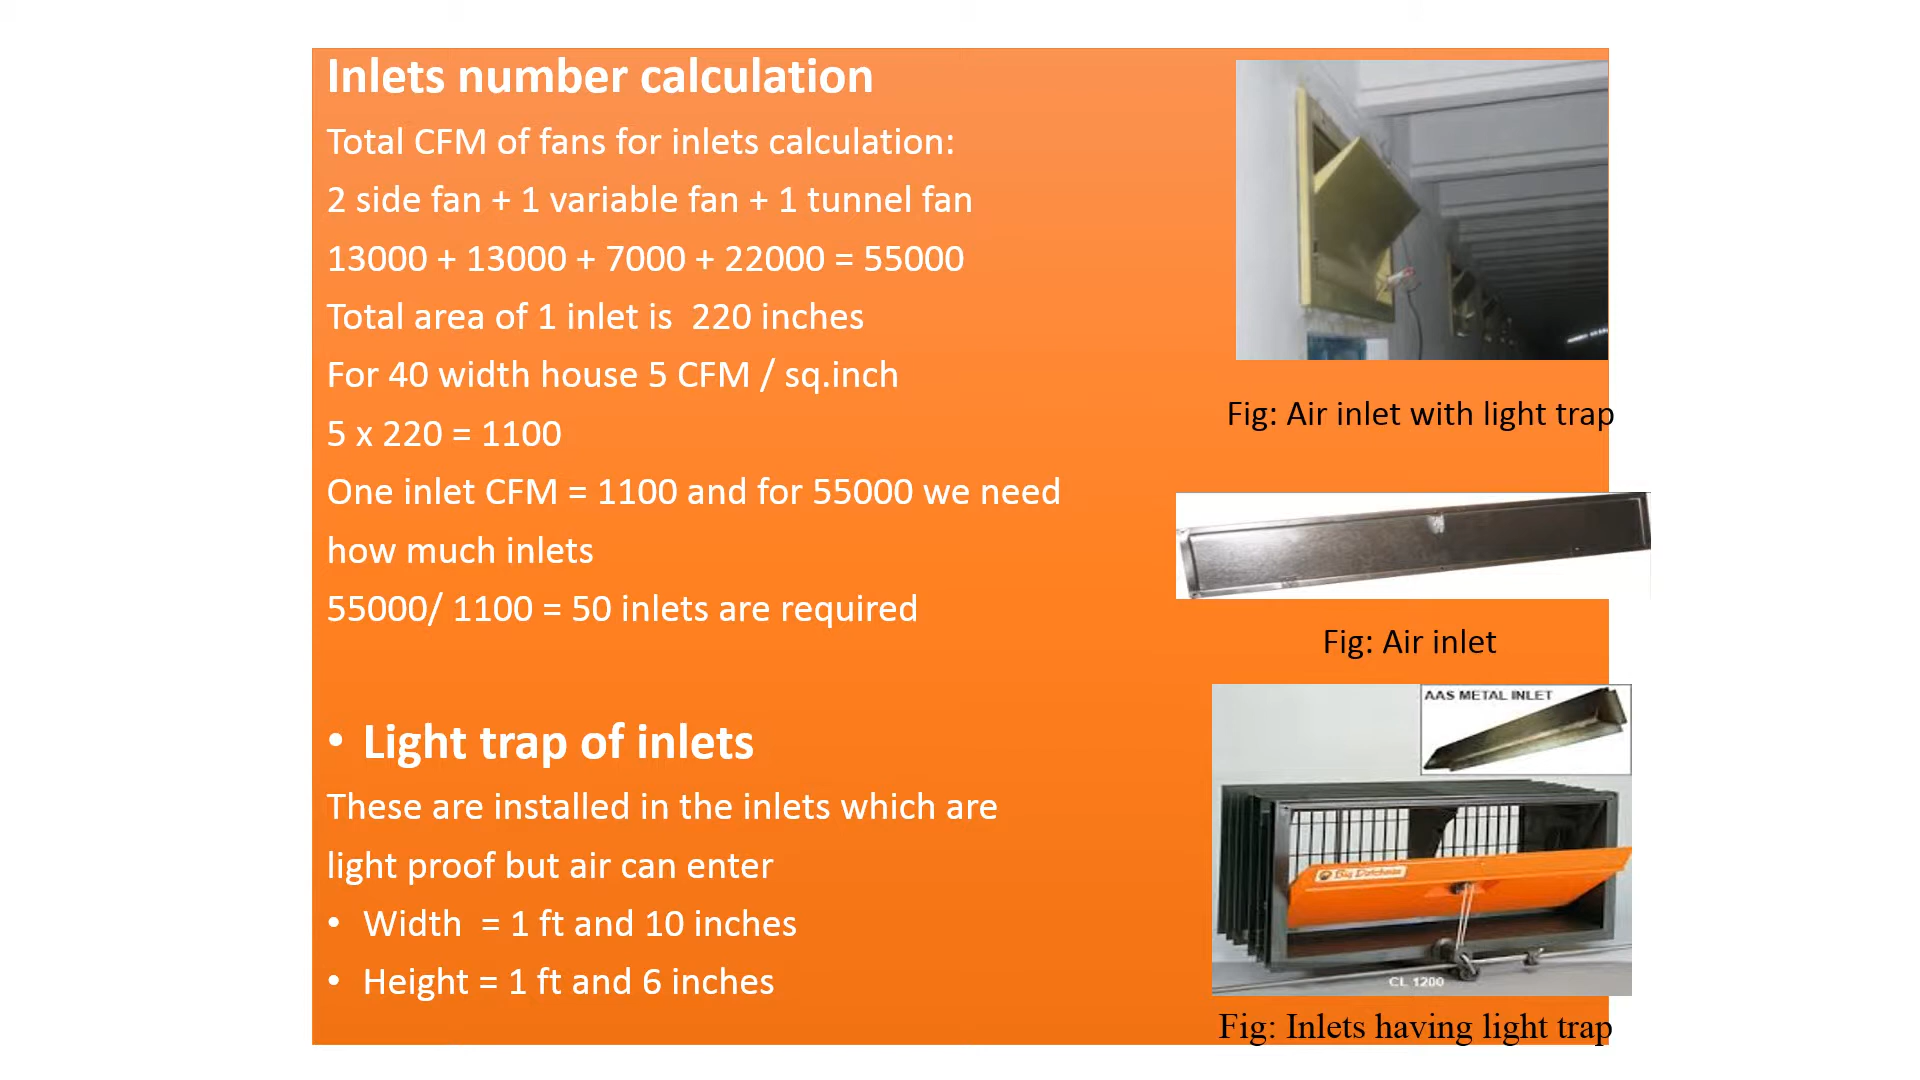 Inlets number calculation
Total CFM of fans for inlets calculation:
2 side fan + 1 variable fan + 1 tunnel fan
13000 + 13000 + 7000 + 22000 = 55000
Total area of 1 inlet is  220 inches
For 40 width house 5 CFM / sq.inch
5 x 220 = 1100
One inlet CFM = 1100 and for 55000 we need
how much inlets
55000/ 1100 = 50 inlets are required
• Light trap of inlets
These are installed in the inlets which are
light proof but air can enter
• Width  = 1 ft and 10 inches
• Height = 1 ft and 6 inches
Fig: Air inlet with light trap
Fig: Air inlet
AAS METAL INLET
Big Dutchman
CL 1200
Fig: Inlets having light trap